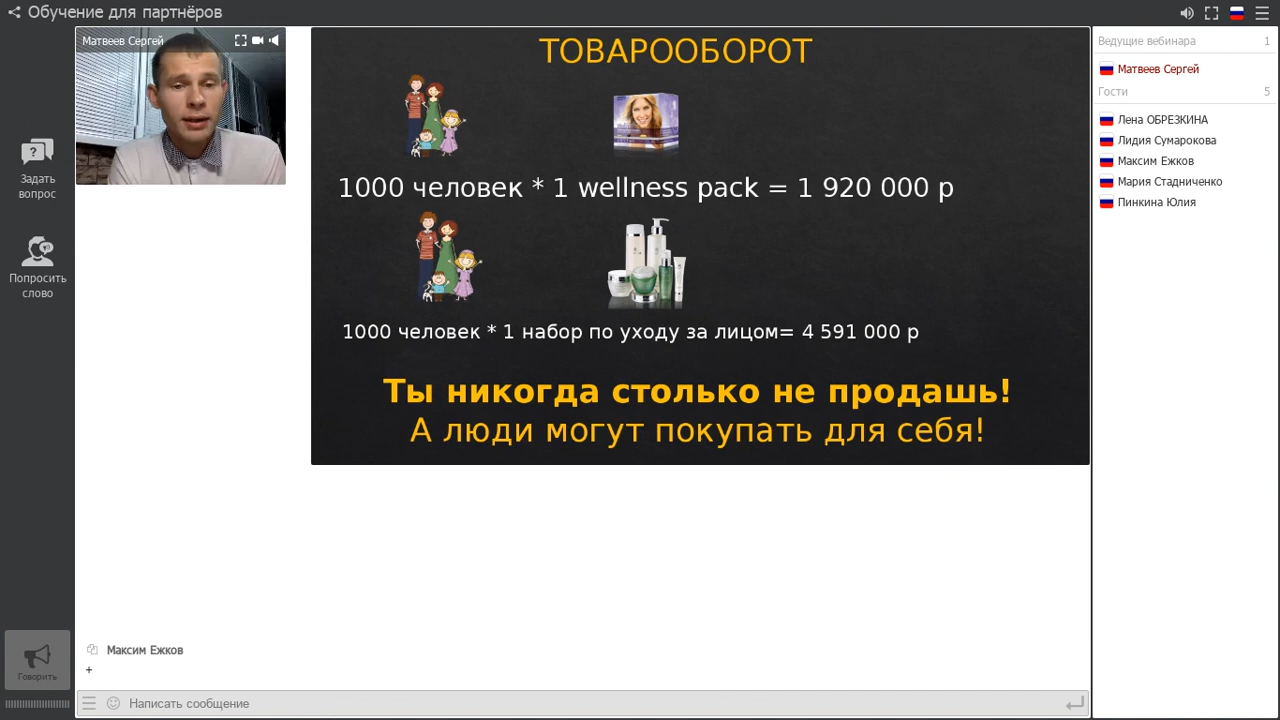 Обучение для партнёров
Матвеев Сергей
Задать
вопрос
Попросить
слово
Говорить
ТОВАРООБОРОТ
1000 человек * 1 wellness pack = 1 920 000 р
1000 человек * 1 набор по уходу за лицом= 4 591 000 р
Ты никогда столько не продашь!
А люди могут покупать для себя!
Максим Ежков
+
Написать сообщение
Ведущие вебинара 1
Матвеев Сергей
Гости 5
Лена ОБРЕЗКИНА
Лидия Сумарокова
Максим Ежков
Мария Стадниченко
Пинкина Юлия